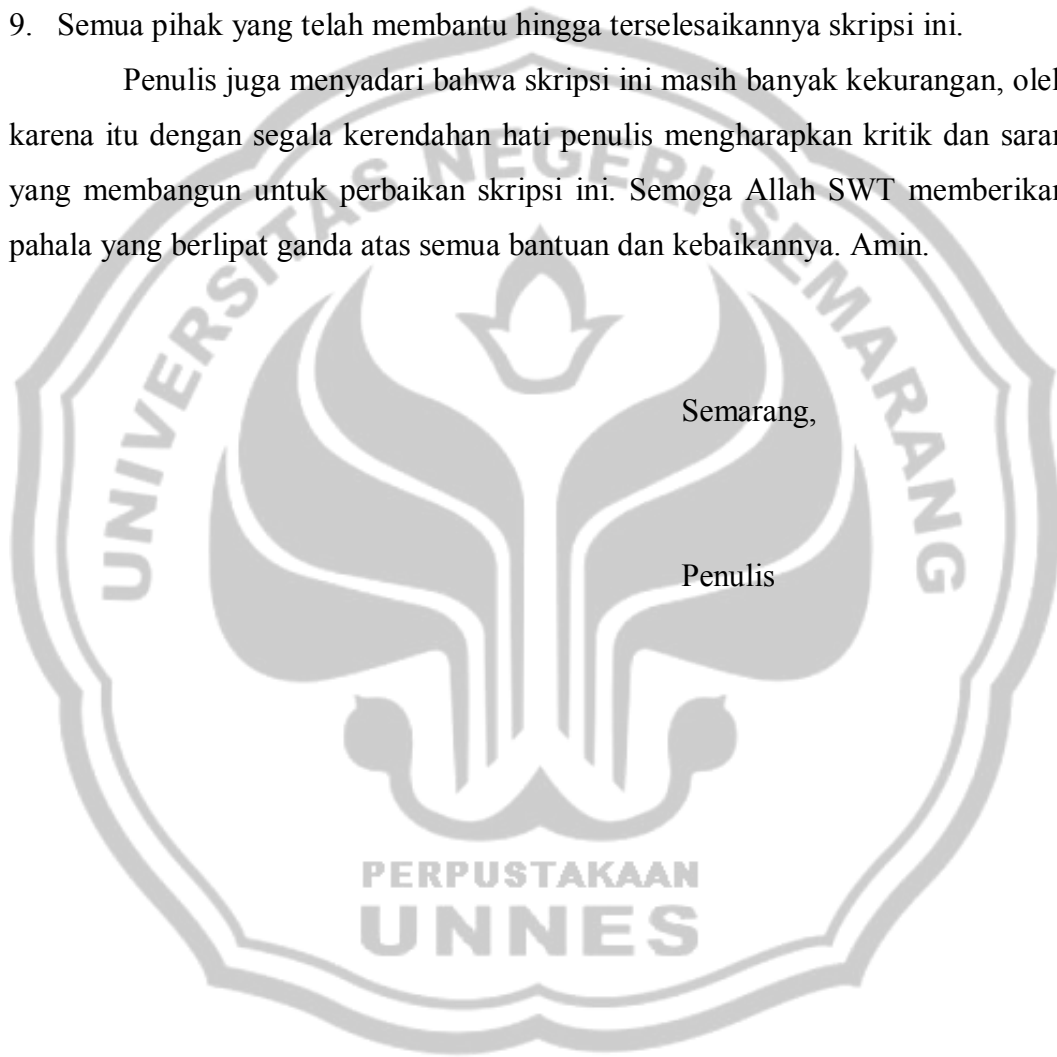 9. Semua pihak yang telah membantu hingga terselesaikannya skripsi ini.
Penulis juga menyadari bahwa skripsi ini masih banyak kekurangan, oleh
karena itu dengan segala kerendahan hati penulis mengharapkan kritik dan saran
yang membangun untuk perbaikan skripsi ini. Semoga Allah SWT memberikan
pahala yang berlipat ganda atas semua bantuan dan kebaikannya. Amin.
UNIVERSITAS NEGERI SEMARANG
Semarang,
Penulis
PERPUSTAKAAN
UNNES